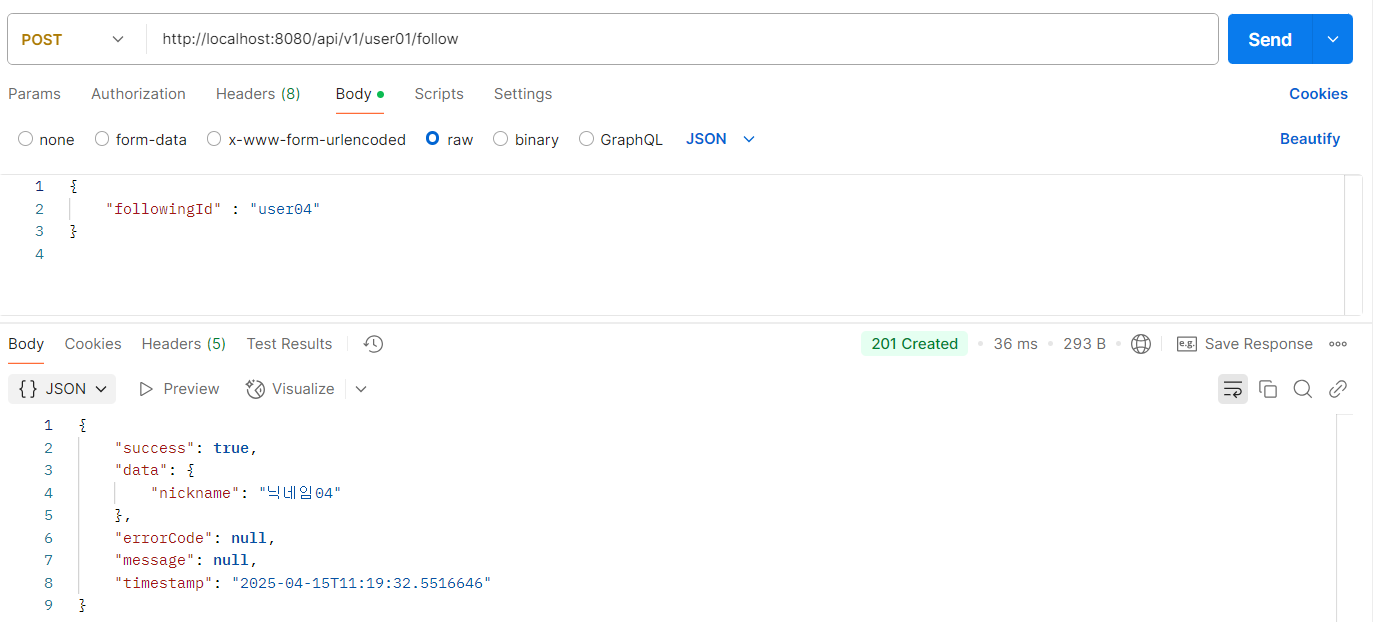 POST http://localhost:8080/api/v1/user01/follow Send
Params Authorization Headers (8) Body Scripts Settings Cookies
none form-data x-www-form-urlencoded raw binary GraphQL JSON Beautify
1 {
2 "followingId" : "user04"
3 }
4
Body Cookies Headers (5) Test Results 201 Created 36 ms 293 B e.g. Save Response
{} JSON Preview Visualize
1 {
2 "success": true,
3 "data": {
4 "nickname": "닉네임04"
5 },
6 "errorCode": null,
7 "message": null,
8 "timestamp": "2025-04-15T11:19:32.5516646"
9 }